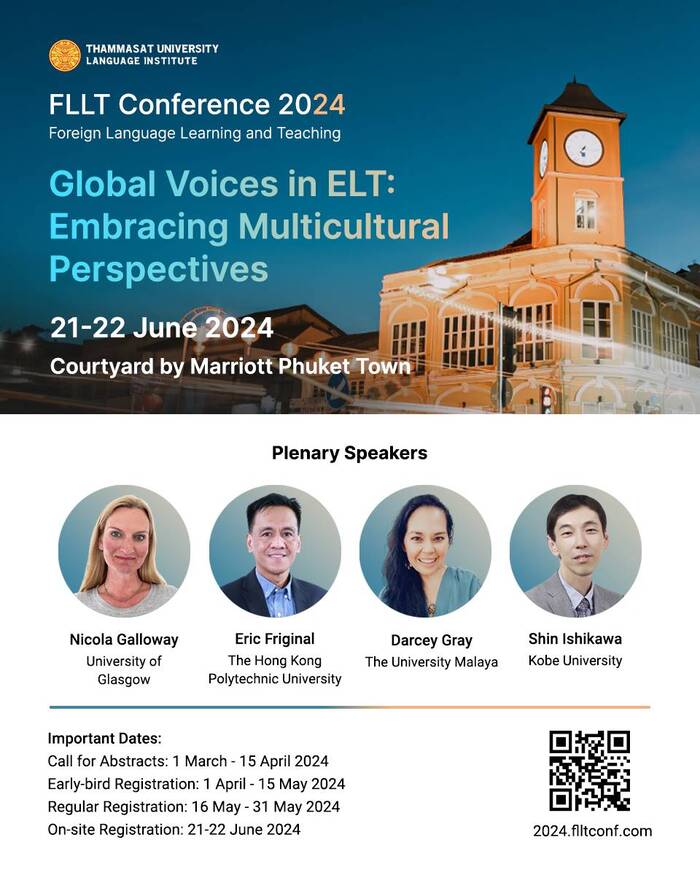 THAMMASAT UNIVERSITY
LANGUAGE INSTITUTE
FLLT Conference 2024
Foreign Language Learning and Teaching
Global Voices in ELT:
Embracing Multicultural
Perspectives
21-22 June 2024
Courtyard by Marriott Phuket Town
Plenary Speakers
Nicola Galloway
University of
Glasgow
Eric Friginal
The Hong Kong
Polytechnic University
Darcey Gray
The University Malaya
Shin Ishikawa
Kobe University
Important Dates:
Call for Abstracts: 1 March - 15 April 2024
Early-bird Registration: 1 April - 15 May 2024
Regular Registration: 16 May - 31 May 2024
On-site Registration: 21-22 June 2024
2024.flltconf.com